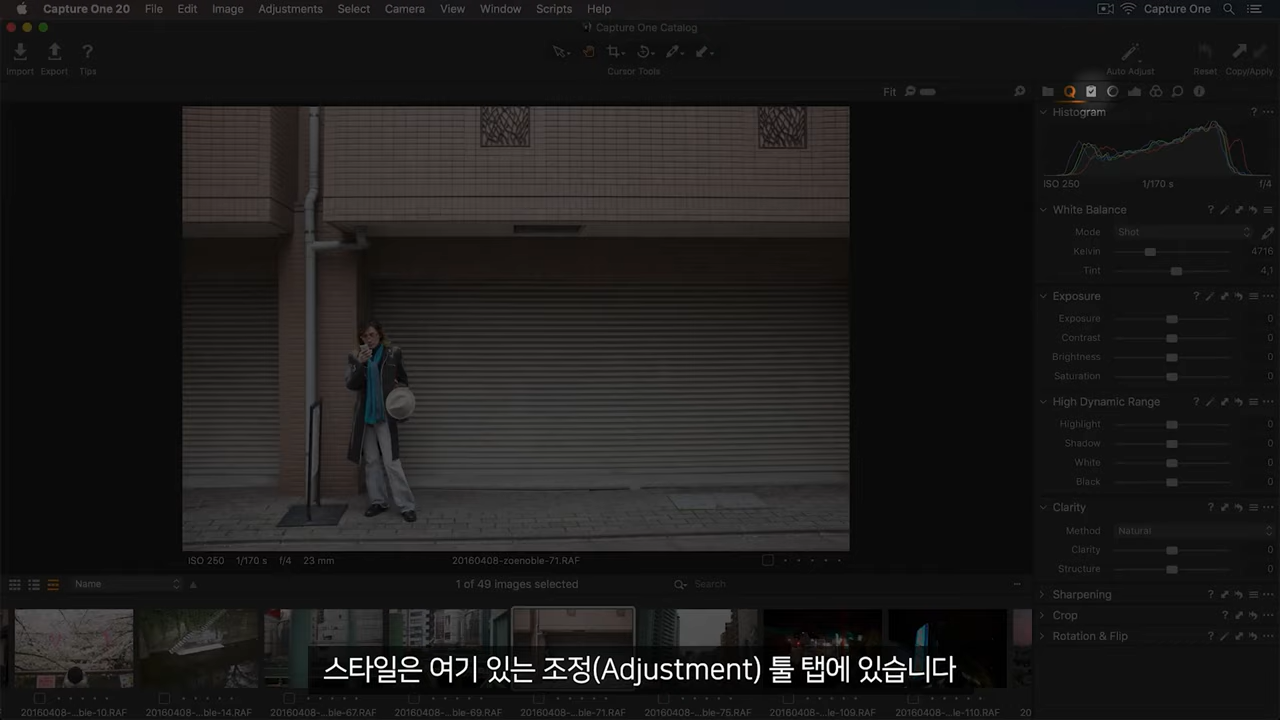 Capture One 20 File Edit Image Adjustments Select Camera View Window Scripts Help Capture One
Capture One Catalog
Import Export Tips Cursor Tools Auto Adjust Reset Copy/Apply
Fit
Histogram ?
ISO 250 1/170 s f/4
White Balance ?
Mode Shot
Kelvin 4716
Tint 4,1
Exposure ?
Exposure 0
Contrast 0
Brightness 0
Saturation 0
High Dynamic Range ?
Highlight 0
Shadow 0
White 0
Black 0
Clarity ?
Method Natural
Clarity 0
Structure 0
Sharpening ?
Crop ?
Rotation & Flip ?
ISO 250 1/170 s f/4 23 mm 20160408-zoenoble-71.RAF
Name 1 of 49 images selected Search
스타일은 여기 있는 조정(Adjustment) 툴 탭에 있습니다
20160408-...ble-10.RAF 20160408-...ble-14.RAF 20160408-...ble-67.RAF 20160408-...ble-69.RAF 20160408-...ble-71.RAF 20160408-...ble-75.RAF 20160408-...ble-109.RAF 20160408-...ble-110.RAF 20